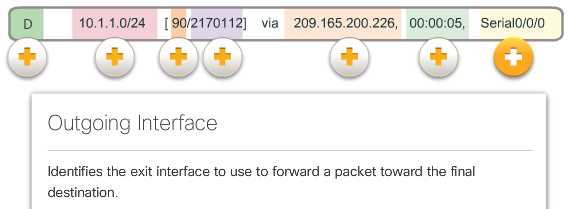 D 10.1.1.0/24 [ 90/2170112] via 209.165.200.226, 00:00:05, Serial0/0/0
Outgoing Interface
Identifies the exit interface to use to forward a packet toward the final
destination.